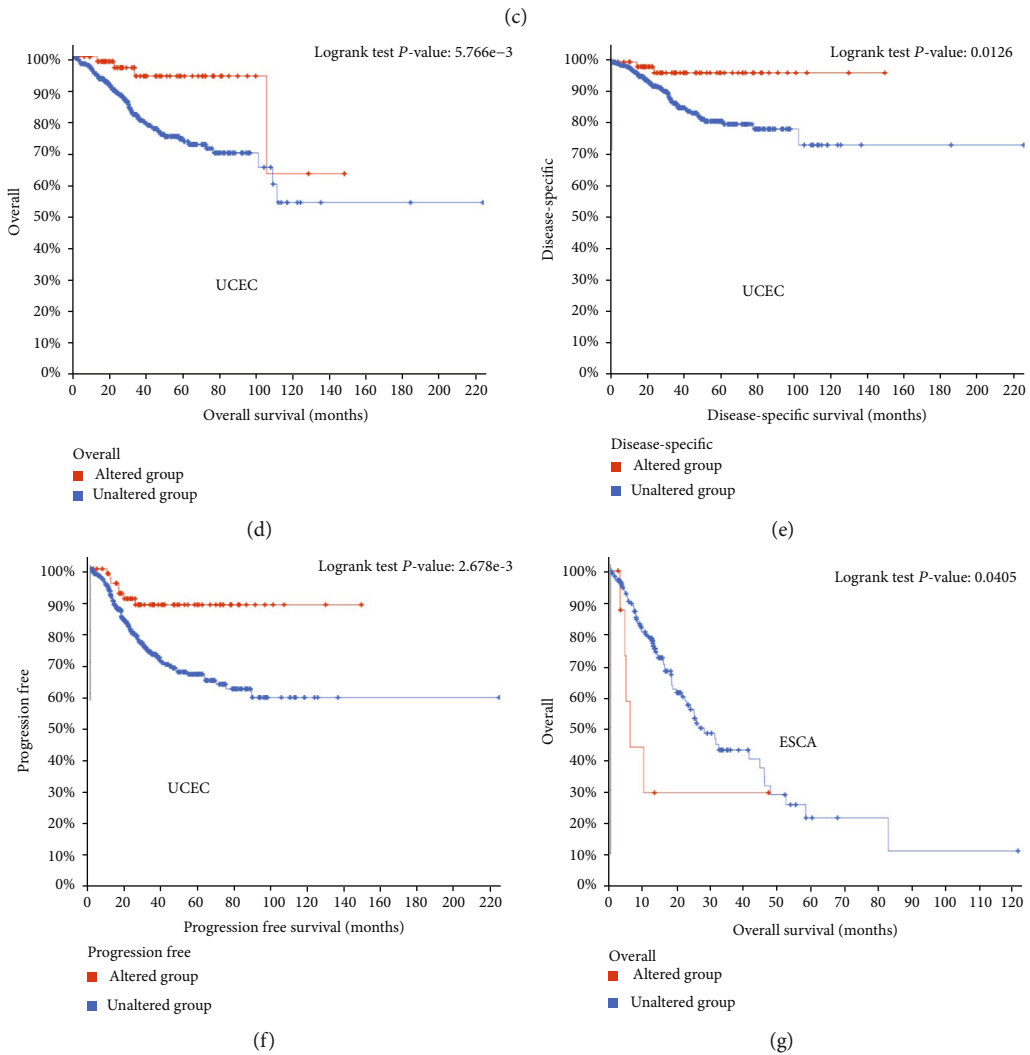 (c)
Logrank test P-value: 5.766e−3
100%
90%
80%
70%
60%
50%
40%
30%
20%
10%
0%
Overall
UCEC
0 20 40 60 80 100 120 140 160 180 200 220
Overall survival (months)
Overall
Altered group
Unaltered group
(d)
Logrank test P-value: 0.0126
100%
90%
80%
70%
60%
50%
40%
30%
20%
10%
0%
Disease-specific
UCEC
0 20 40 60 80 100 120 140 160 180 200 220
Disease-specific survival (months)
Disease-specific
Altered group
Unaltered group
(e)
Logrank test P-value: 2.678e-3
100%
90%
80%
70%
60%
50%
40%
30%
20%
10%
0%
Progression free
UCEC
0 20 40 60 80 100 120 140 160 180 200 220
Progression free survival (months)
Progression free
Altered group
Unaltered group
(f)
Logrank test P-value: 0.0405
100%
90%
80%
70%
60%
50%
40%
30%
20%
10%
0%
Overall
ESCA
0 10 20 30 40 50 60 70 80 90 100 110 120
Overall survival (months)
Overall
Altered group
Unaltered group
(g)